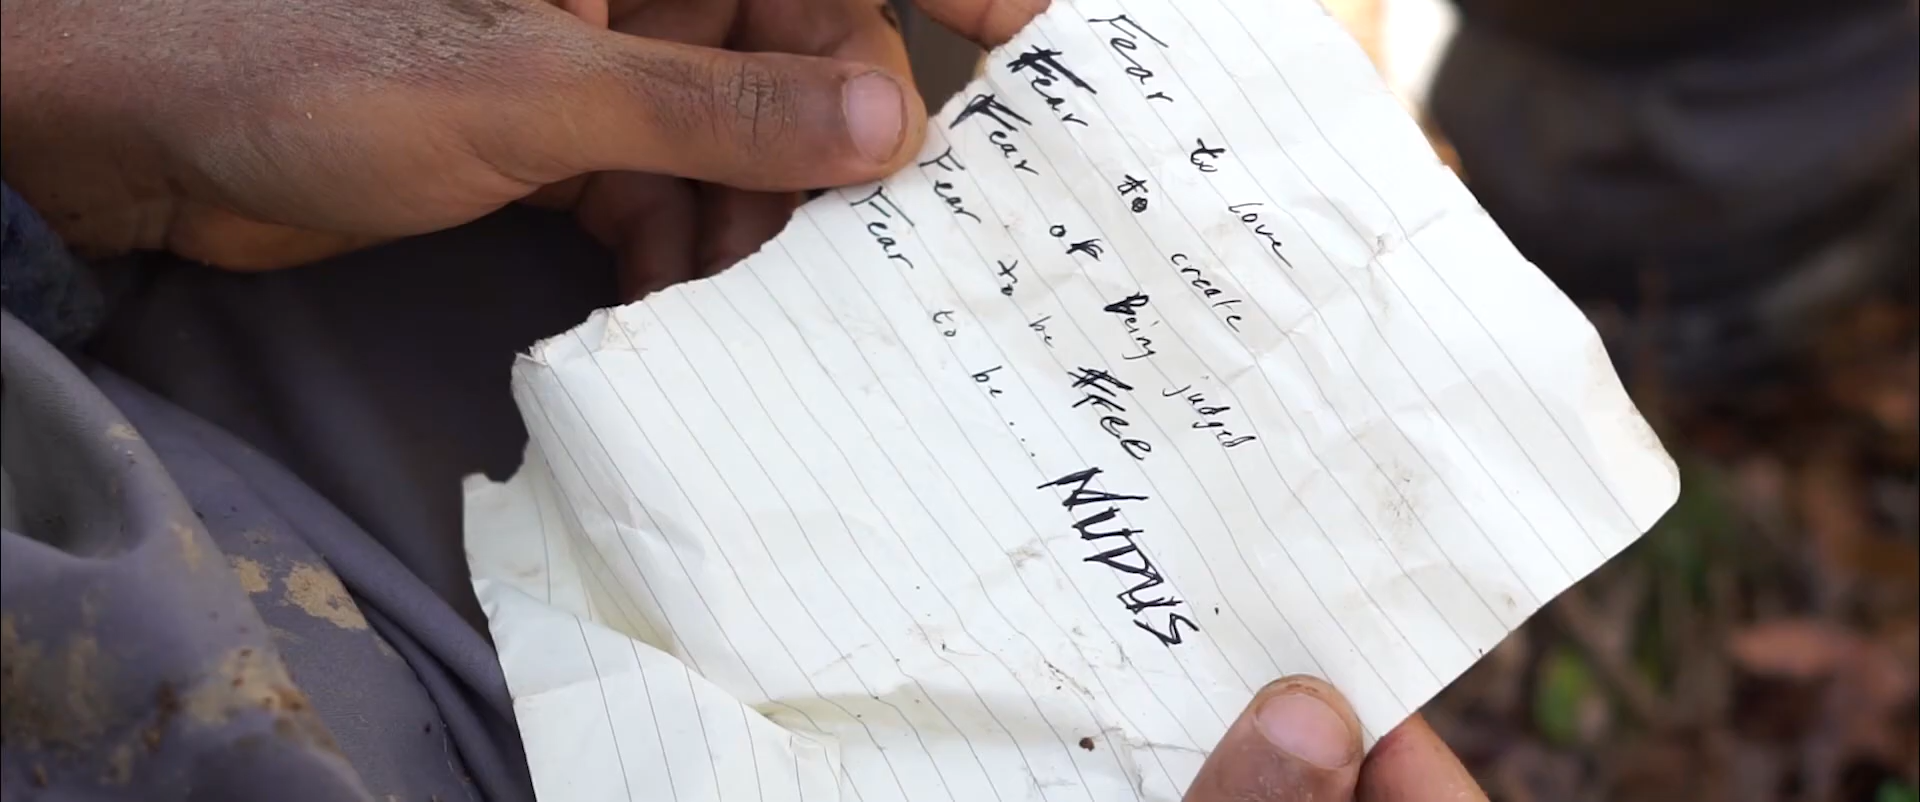 Fear to love
Fear to create
Fear of Being judged
Fear to be Free
Fear to be.... NUDUS